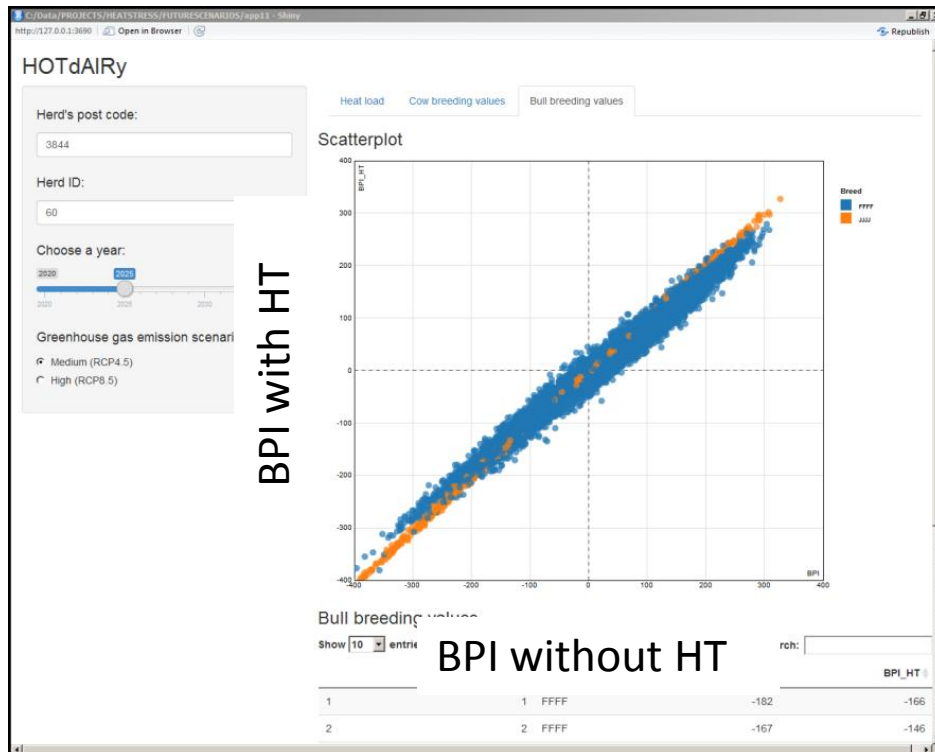 C:/Data/PROJECTS/HEATSTRESS/FUTURESCENARIOS/app11 - Shiny
http://127.0.0.1:3690 Open in Browser Republish
HOTdAIRy
Herd's post code:
3844
Herd ID:
60
Choose a year:
2020 2025
2020 2025 2030
Greenhouse gas emission scenari
Medium (RCP4.5)
High (RCP8.5)
BPI with HT
Heat load Cow breeding values Bull breeding values
Scatterplot
BPI_HT
400
300
200
100
0
-100
-200
-300
-400
-400 -300 -200 -100 0 100 200 300 400
BPI
Breed
FFFF
JJJJ
Bull breeding
Show 10 entrie
rch:
BPI without HT
BPI_HT
1 1 FFFF -182 -166
2 2 FFFF -167 -146